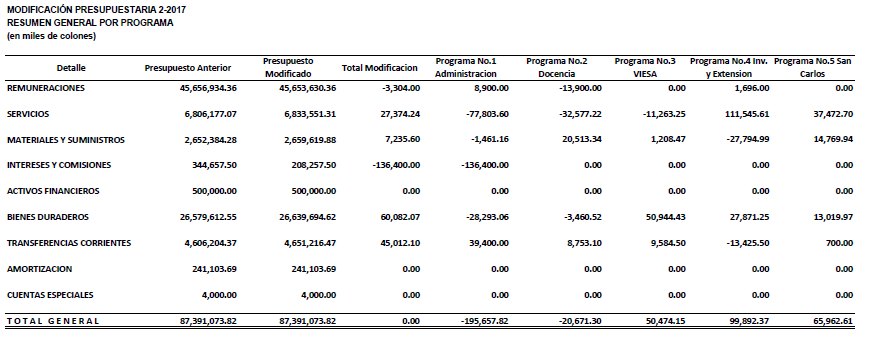 MODIFICACIÓN PRESUPUESTARIA 2-2017
RESUMEN GENERAL POR PROGRAMA
(en miles de colones)
Detalle Presupuesto Anterior Presupuesto Modificado Total Modificacion Programa No.1 Administracion Programa No.2 Docencia Programa No.3 VIESA Programa No.4 Inv. y Extension Programa No.5 San Carlos
REMUNERACIONES 45,656,934.36 45,653,630.36 -3,304.00 8,900.00 -13,900.00 0.00 1,696.00 0.00
SERVICIOS 6,806,177.07 6,833,551.31 27,374.24 -77,803.60 -32,577.22 -11,263.25 111,545.61 37,472.70
MATERIALES Y SUMINISTROS 2,652,384.28 2,659,619.88 7,235.60 -1,461.16 20,513.34 1,208.47 -27,794.99 14,769.94
INTERESES Y COMISIONES 344,657.50 208,257.50 -136,400.00 -136,400.00 0.00 0.00 0.00 0.00
ACTIVOS FINANCIEROS 500,000.00 500,000.00 0.00 0.00 0.00 0.00 0.00 0.00
BIENES DURADEROS 26,579,612.55 26,639,694.62 60,082.07 -28,293.06 -3,460.52 50,944.43 27,871.25 13,019.97
TRANSFERENCIAS CORRIENTES 4,606,204.37 4,651,216.47 45,012.10 39,400.00 8,753.10 9,584.50 -13,425.50 700.00
AMORTIZACION 241,103.69 241,103.69 0.00 0.00 0.00 0.00 0.00 0.00
CUENTAS ESPECIALES 4,000.00 4,000.00 0.00 0.00 0.00 0.00 0.00 0.00
T O T A L G E N E R A L 87,391,073.82 87,391,073.82 0.00 -195,657.82 -20,671.30 50,474.15 99,892.37 65,962.61